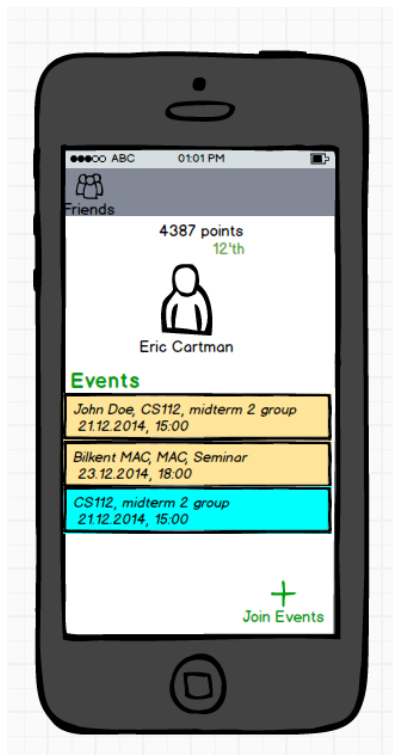 ABC 01:01 PM
Friends
4387 points
12'th
Eric Cartman
Events
John Doe, CS112, midterm 2 group
21.12.2014, 15:00
Bilkent MAC, MAC, Seminar
23.12.2014, 18:00
CS112, midterm 2 group
21.12.2014, 15:00
Join Events